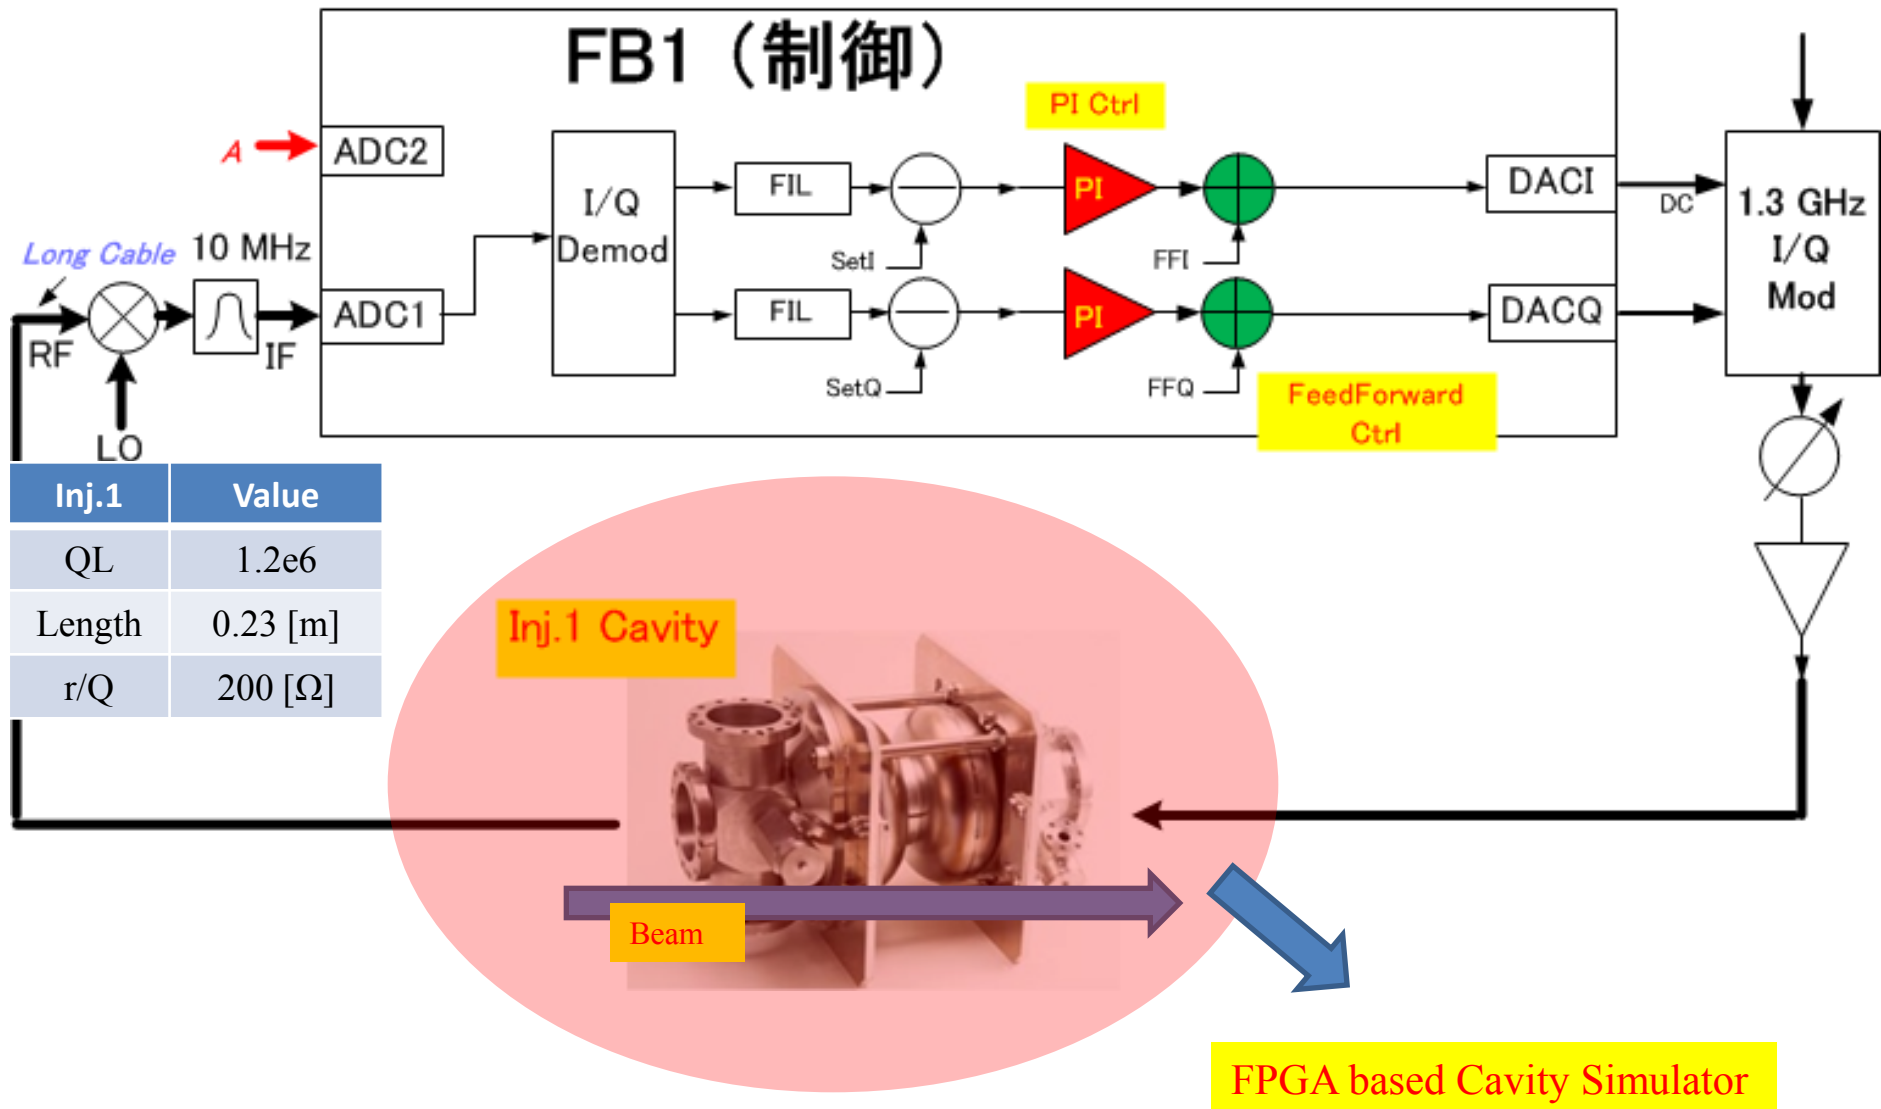 FB1（制御）
PI Ctrl
A
ADC2
I/Q
Demod
FIL
SetI
PI
FFI
DACI
DC
1.3 GHz
I/Q
Mod
Long Cable
10 MHz
RF
IF
LO
ADC1
FIL
SetQ
PI
FFQ
DACQ
FeedForward
Ctrl
Inj.1 Value
QL 1.2e6
Length 0.23 [m]
r/Q 200 [Ω]
Inj.1 Cavity
Beam
FPGA based Cavity Simulator